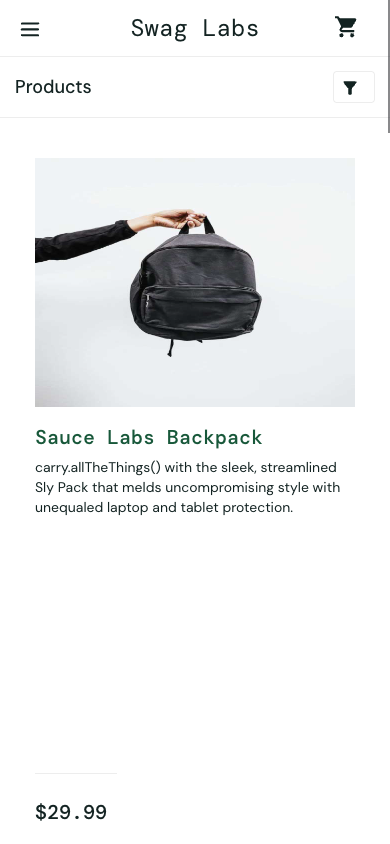 Swag Labs
Products
Sauce Labs Backpack
carry.allTheThings() with the sleek, streamlined
Sly Pack that melds uncompromising style with
unequaled laptop and tablet protection.
$29.99